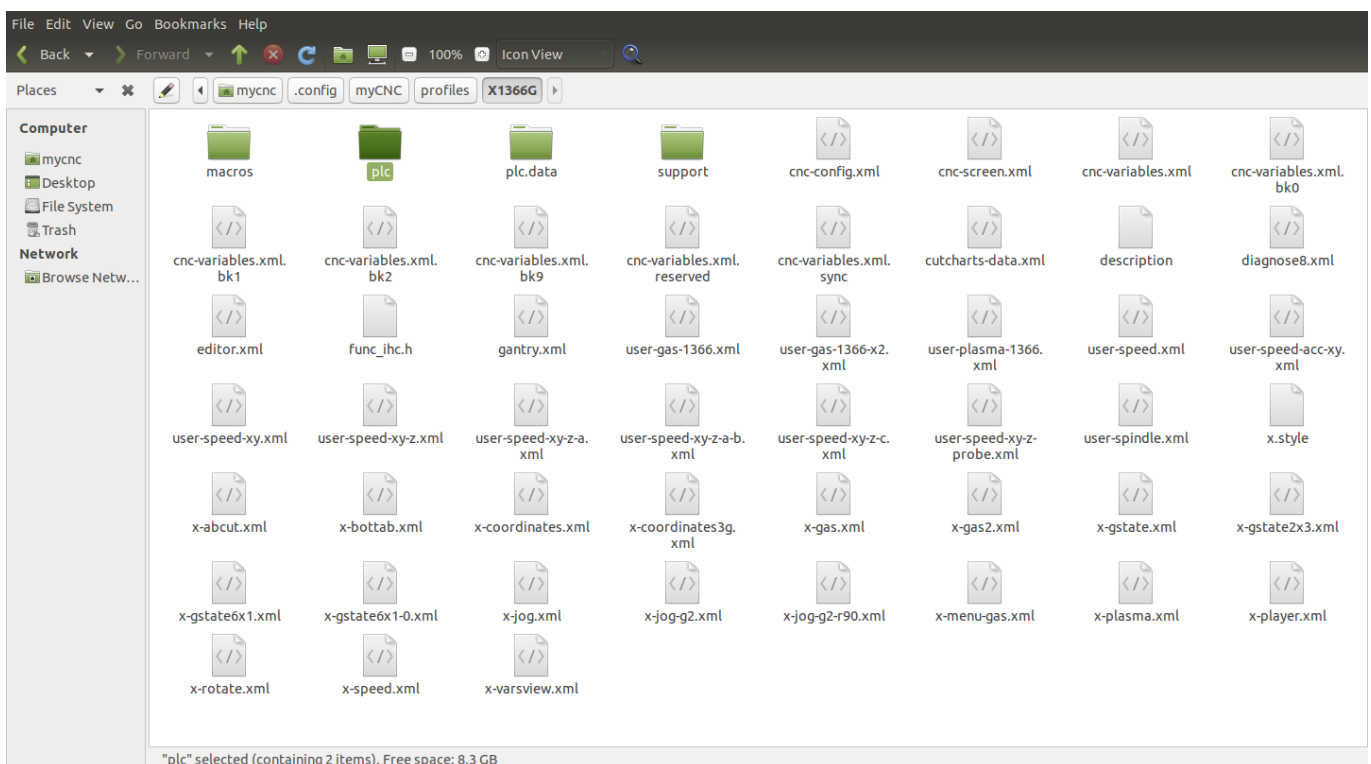 File Edit View Go Bookmarks Help
Back Forward 100% Icon View
Places mycnc .config myCNC profiles X1366G
Computer
mycnc
Desktop
File System
Trash
Network
Browse Netw...
macros plc plc.data support cnc-config.xml cnc-screen.xml cnc-variables.xml cnc-variables.xml.
bk0
cnc-variables.xml. cnc-variables.xml. cnc-variables.xml. cnc-variables.xml. cnc-variables.xml. cutcharts-data.xml description diagnose8.xml
bk1 bk2 bk9 reserved sync
editor.xml func_ihc.h gantry.xml user-gas-1366.xml user-gas-1366-x2. user-plasma-1366. user-speed.xml user-speed-acc-xy.
xml xml xml
user-speed-xy.xml user-speed-xy-z.xml user-speed-xy-z-a. user-speed-xy-z-a-b. user-speed-xy-z-c. user-speed-xy-z- user-spindle.xml x.style
xml xml xml probe.xml
x-abcut.xml x-bottab.xml x-coordinates.xml x-coordinates3g. x-gas.xml x-gas2.xml x-gstate.xml x-gstate2x3.xml
xml
x-gstate6x1.xml x-gstate6x1-0.xml x-jog.xml x-jog-g2.xml x-jog-g2-r90.xml x-menu-gas.xml x-plasma.xml x-player.xml
x-rotate.xml x-speed.xml x-varsview.xml
"plc" selected (containing 2 items), Free space: 8.3 GB